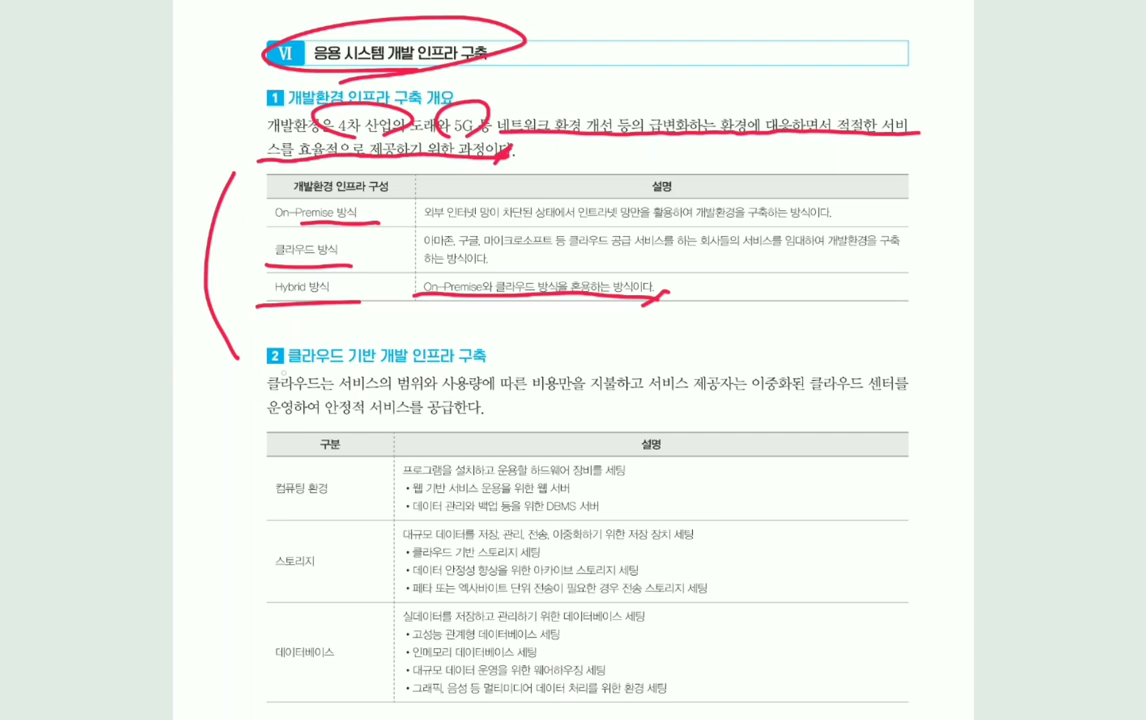 Ⅵ 응용 시스템 개발 인프라 구축
1 개발환경 인프라 구축 개요
개발환경은 4차 산업의 도래와 5G 등 네트워크 환경 개선 등의 급변화하는 환경에 대응하면서 적절한 서비
스를 효율적으로 제공하기 위한 과정이다.
개발환경 인프라 구성 설명
On-Premise 방식 외부 인터넷 망이 차단된 상태에서 인트라넷 망만을 활용하여 개발환경을 구축하는 방식이다.
클라우드 방식 아마존, 구글, 마이크로소프트 등 클라우드 공급 서비스를 하는 회사들의 서비스를 임대하여 개발환경을 구축
하는 방식이다.
Hybrid 방식 On-Premise와 클라우드 방식을 혼용하는 방식이다.
2 클라우드 기반 개발 인프라 구축
클라우드는 서비스의 범위와 사용량에 따른 비용만을 지불하고 서비스 제공자는 이중화된 클라우드 센터를
운영하여 안정적 서비스를 공급한다.
구분 설명
컴퓨팅 환경 프로그램을 설치하고 운용할 하드웨어 장비를 세팅
• 웹 기반 서비스 운용을 위한 웹 서버
• 데이터 관리와 백업 등을 위한 DBMS 서버
스토리지 대규모 데이터를 저장, 관리, 전송, 이중화하기 위한 저장 장치 세팅
• 클라우드 기반 스토리지 세팅
• 데이터 안정성 향상을 위한 아카이브 스토리지 세팅
• 페타 또는 엑사바이트 단위 전송이 필요한 경우 전송 스토리지 세팅
데이터베이스 실데이터를 저장하고 관리하기 위한 데이터베이스 세팅
• 고성능 관계형 데이터베이스 세팅
• 인메모리 데이터베이스 세팅
• 대규모 데이터 운영을 위한 웨어하우징 세팅
• 그래픽, 음성 등 멀티미디어 데이터 처리를 위한 환경 세팅